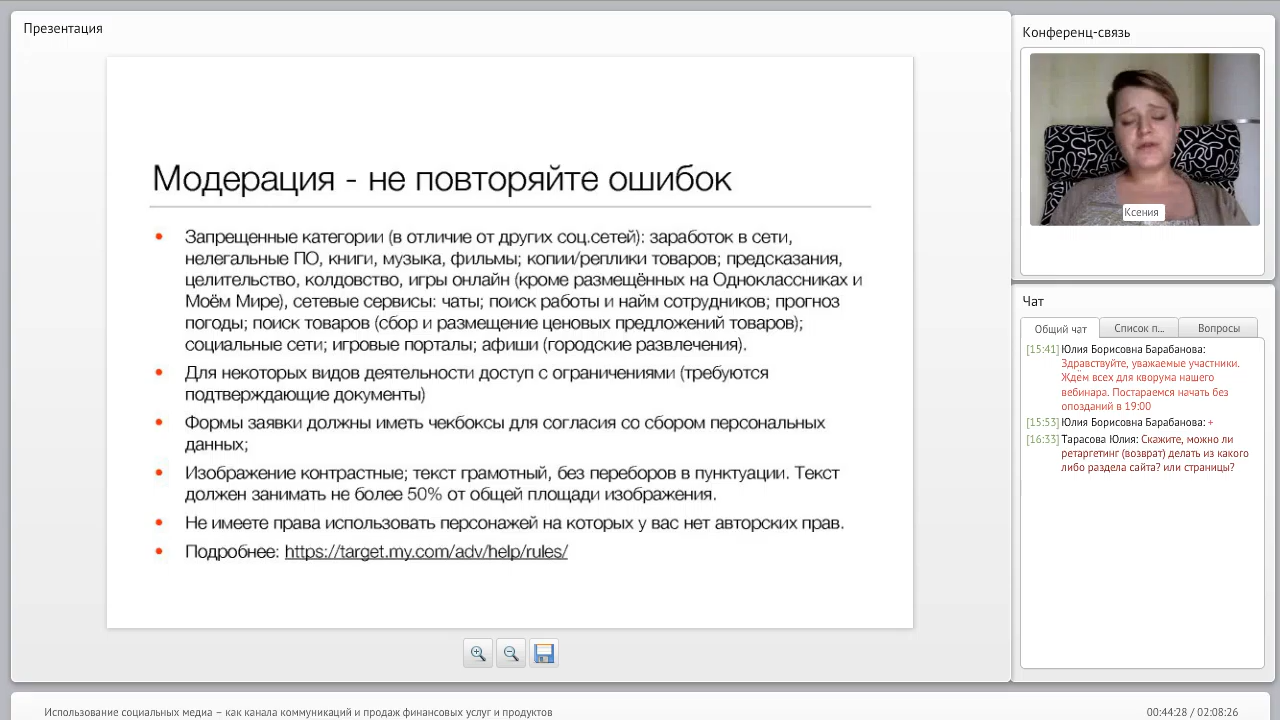 Презентация
Модерация - не повторяйте ошибок
• Запрещенные категории (в отличие от других соц.сетей): заработок в сети,
нелегальные ПО, книги, музыка, фильмы; копии/реплики товаров; предсказания,
целительство, колдовство, игры онлайн (кроме размещённых на Одноклассниках и
Моём Мире), сетевые сервисы: чаты; поиск работы и найм сотрудников; прогноз
погоды; поиск товаров (сбор и размещение ценовых предложений товаров);
социальные сети; игровые порталы; афиши (городские развлечения).
• Для некоторых видов деятельности доступ с ограничениями (требуются
подтверждающие документы)
• Формы заявки должны иметь чекбоксы для согласия со сбором персональных
данных;
• Изображение контрастные; текст грамотный, без переборов в пунктуации. Текст
должен занимать не более 50% от общей площади изображения.
• Не имеете права использовать персонажей на которых у вас нет авторских прав.
• Подробнее: https://target.my.com/adv/help/rules/
Конференц-связь
Ксения
Чат
Общий чат Список п... Вопросы
[15:41] Юлия Борисовна Барабанова:
Здравствуйте, уважаемые участники.
Ждём всех для кворума нашего
вебинара. Постараемся начать без
опозданий в 19:00
[15:53] Юлия Борисовна Барабанова: +
[16:33] Тарасова Юлия: Скажите, можно ли
ретаргетинг (возврат) делать из какого
либо раздела сайта? или страницы?
Использование социальных медиа – как канала коммуникаций и продаж финансовых услуг и продуктов
00:44:28 / 02:08:26